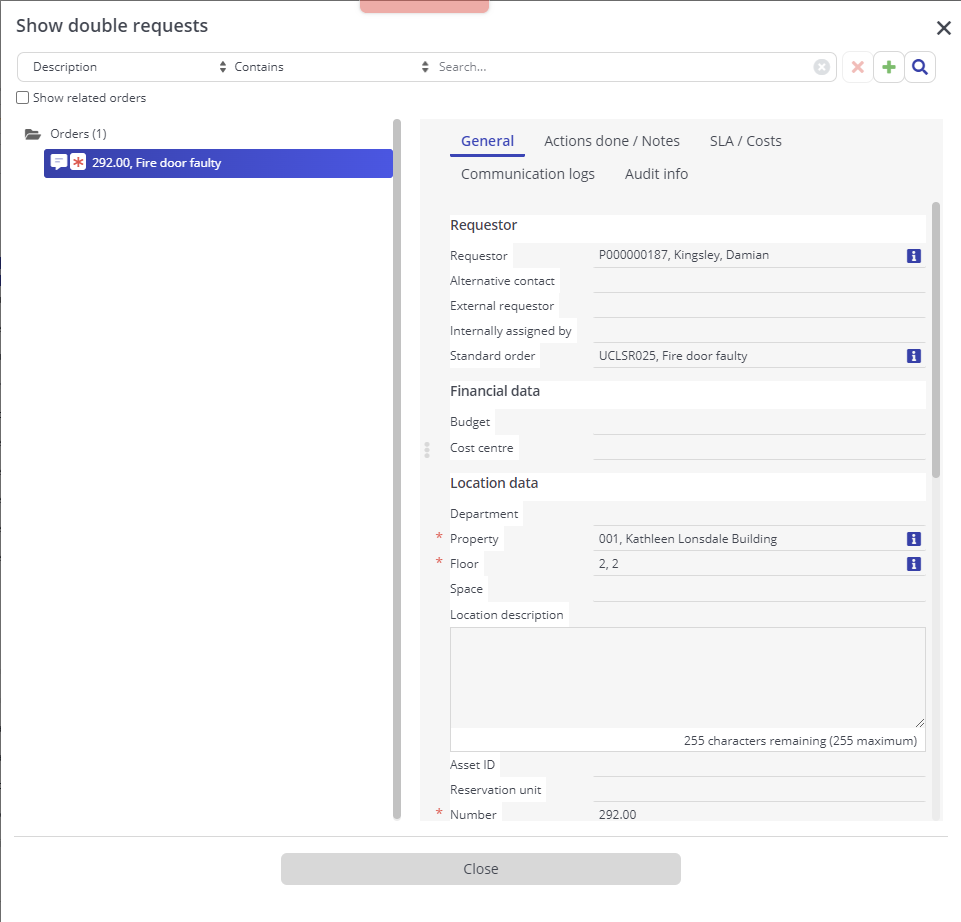 Show double requests
Description Contains Search...
Show related orders
Orders (1)
292.00, Fire door faulty
General Actions done / Notes SLA / Costs
Communication logs Audit info
Requestor
Requestor P000000187, Kingsley, Damian
Alternative contact
External requestor
Internally assigned by
Standard order UCLSR025, Fire door faulty
Financial data
Budget
Cost centre
Location data
Department
* Property 001, Kathleen Lonsdale Building
* Floor 2, 2
Space
Location description
255 characters remaining (255 maximum)
Asset ID
Reservation unit
* Number 292.00
Close